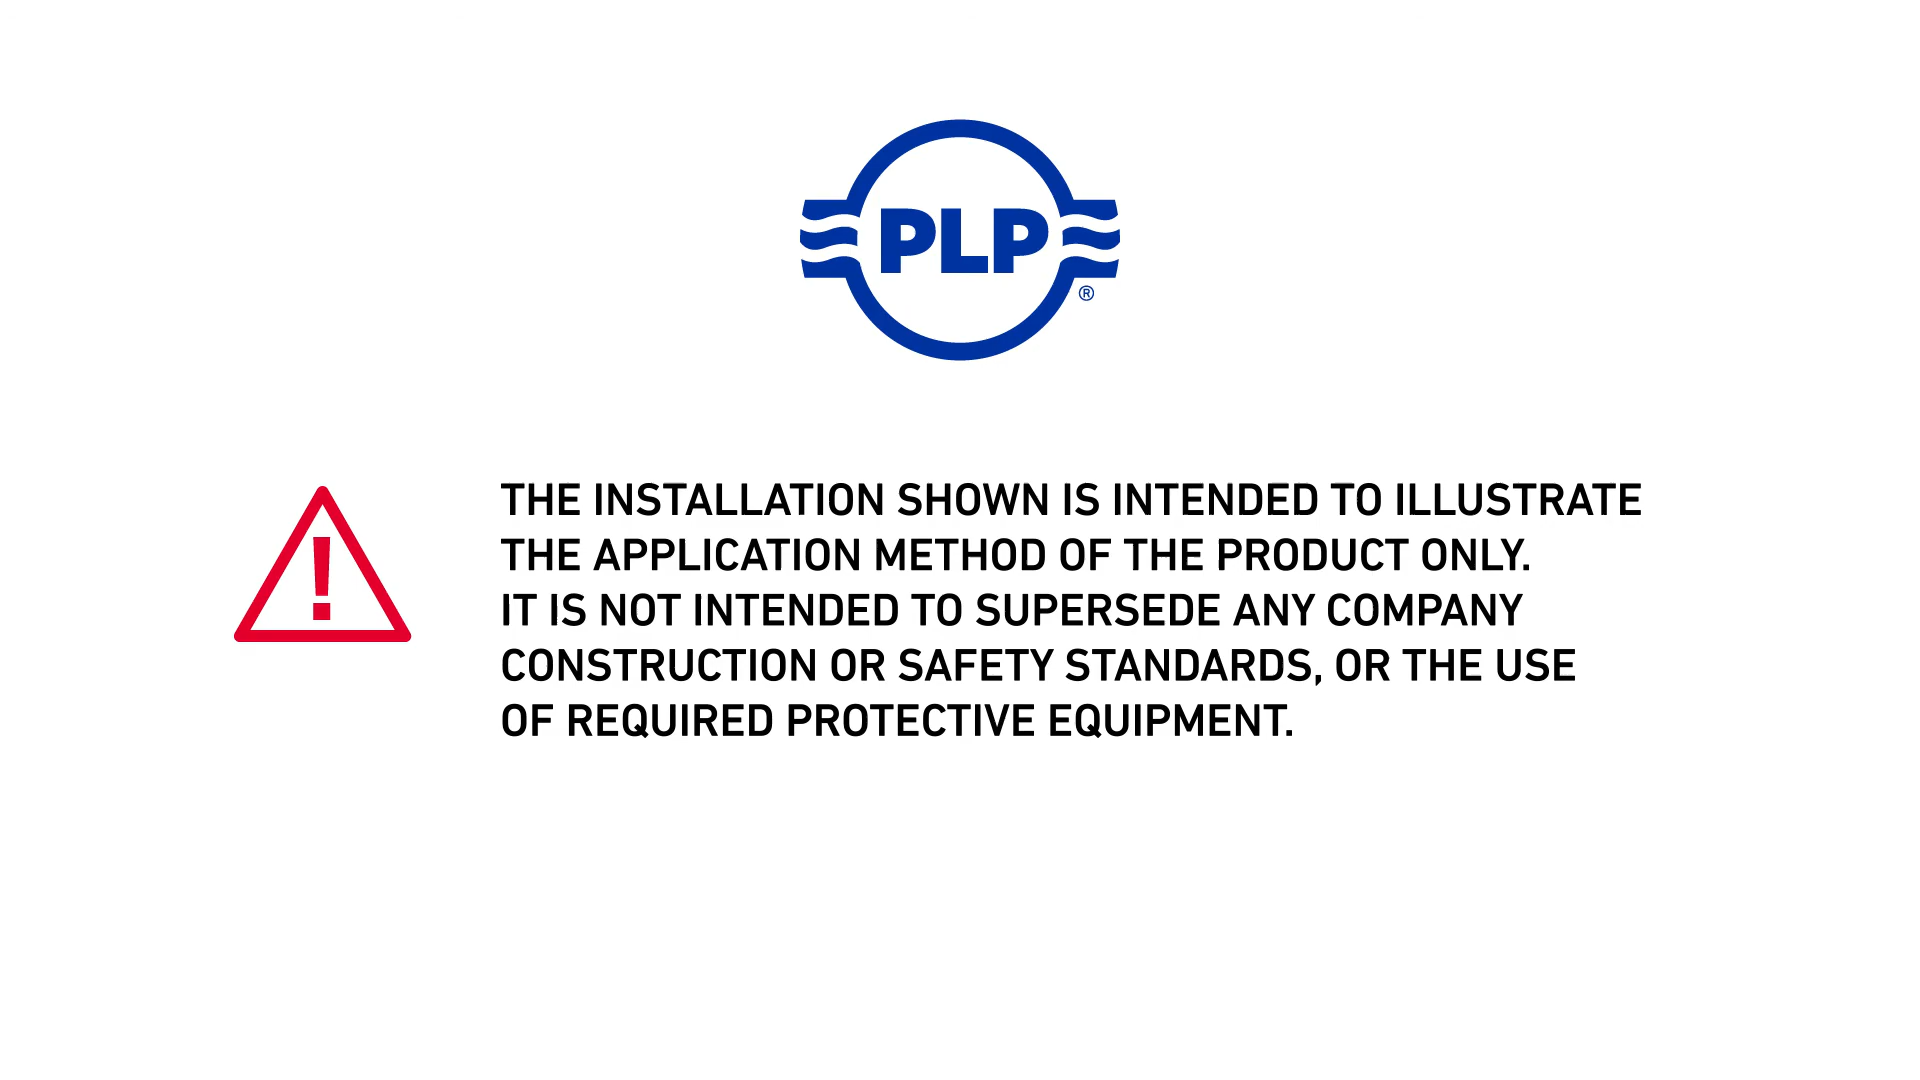 PLP
®
THE INSTALLATION SHOWN IS INTENDED TO ILLUSTRATE
THE APPLICATION METHOD OF THE PRODUCT ONLY.
IT IS NOT INTENDED TO SUPERSEDE ANY COMPANY
CONSTRUCTION OR SAFETY STANDARDS, OR THE USE
OF REQUIRED PROTECTIVE EQUIPMENT.